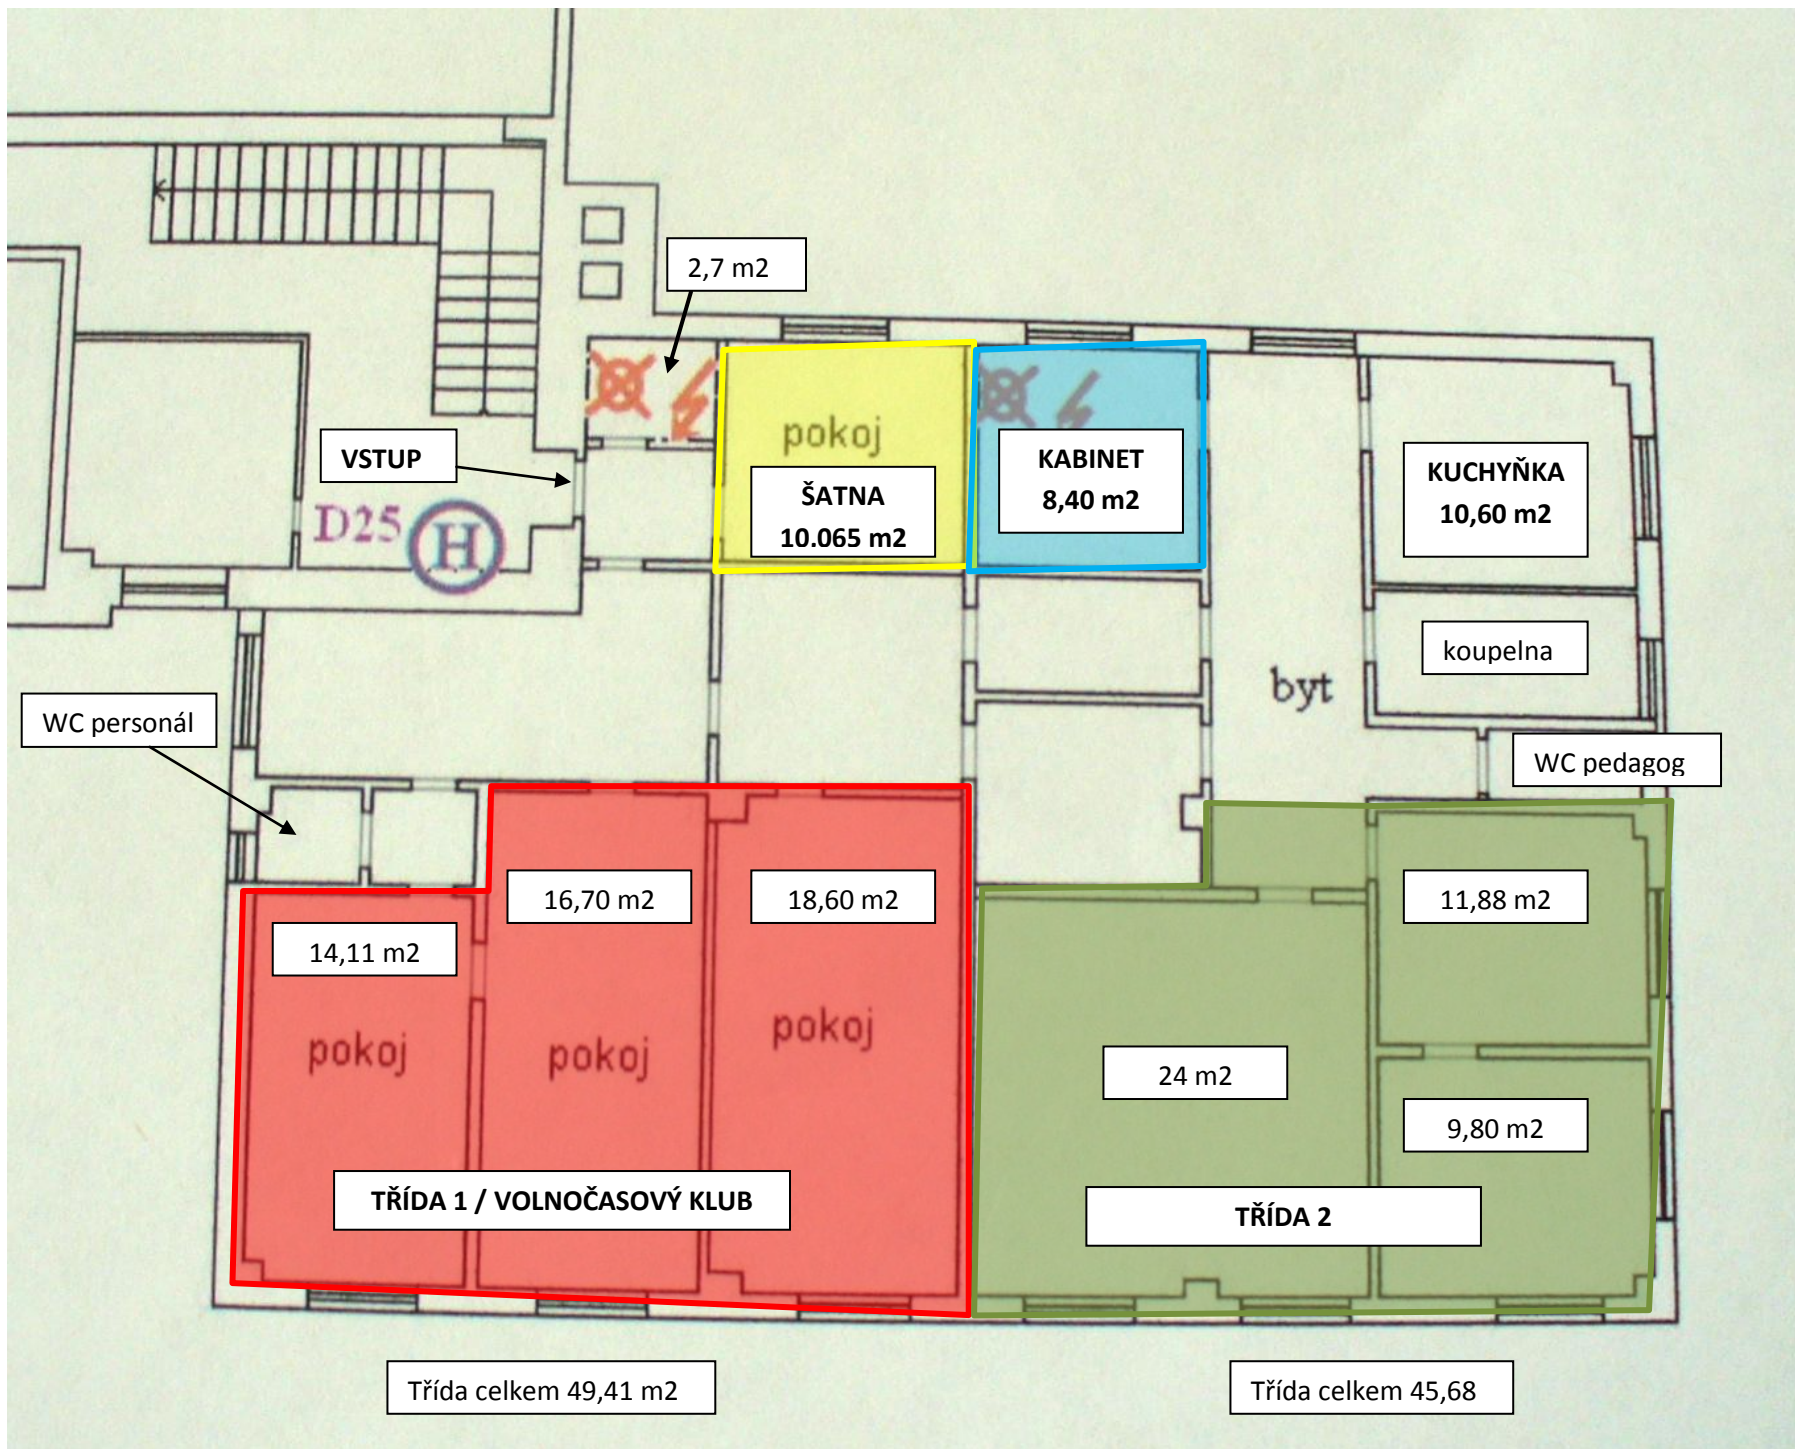 2,7 m2
VSTUP
pokoj
ŠATNA
10.065 m2
KABINET
8,40 m2
KUCHYŇKA
10,60 m2
D25
H
koupelna
byt
WC personál
WC pedagog
14,11 m2
16,70 m2
18,60 m2
11,88 m2
pokoj
pokoj
pokoj
24 m2
9,80 m2
TŘÍDA 1 / VOLNOČASOVÝ KLUB
TŘÍDA 2
Třída celkem 49,41 m2
Třída celkem 45,68